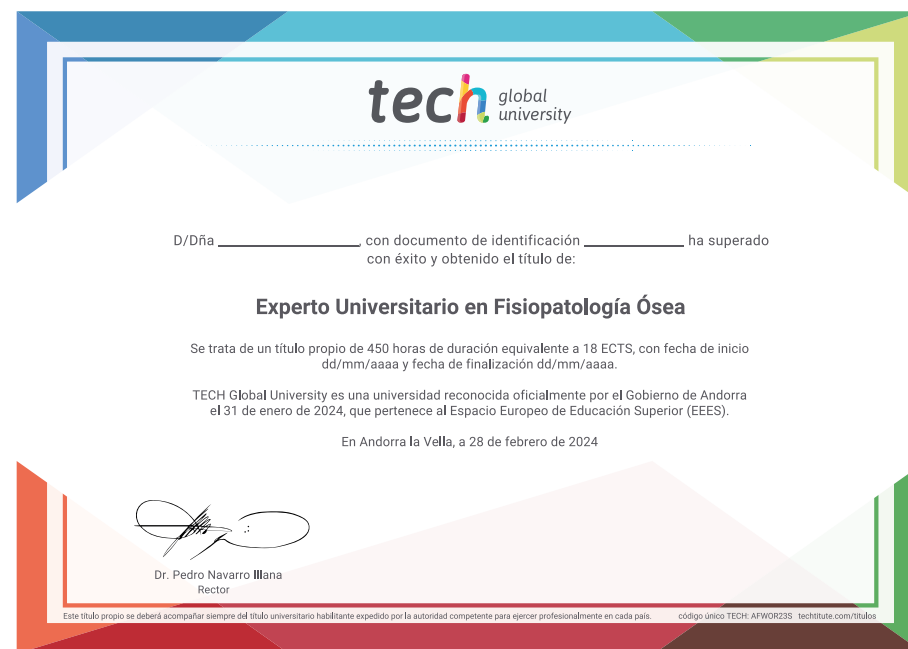 tech global university
D/Dña ____________________, con documento de identificación ______________ ha superado
con éxito y obtenido el título de:
Experto Universitario en Fisiopatología Ósea
Se trata de un título propio de 450 horas de duración equivalente a 18 ECTS, con fecha de inicio
dd/mm/aaaa y fecha de finalización dd/mm/aaaa.
TECH Global University es una universidad reconocida oficialmente por el Gobierno de Andorra
el 31 de enero de 2024, que pertenece al Espacio Europeo de Educación Superior (EEES).
En Andorra la Vella, a 28 de febrero de 2024
Dr. Pedro Navarro Illana
Rector
Este título propio se deberá acompañar siempre del título universitario habilitante expedido por la autoridad competente para ejercer profesionalmente en cada país. código único TECH: AFWOR23S techtitute.com/titulos